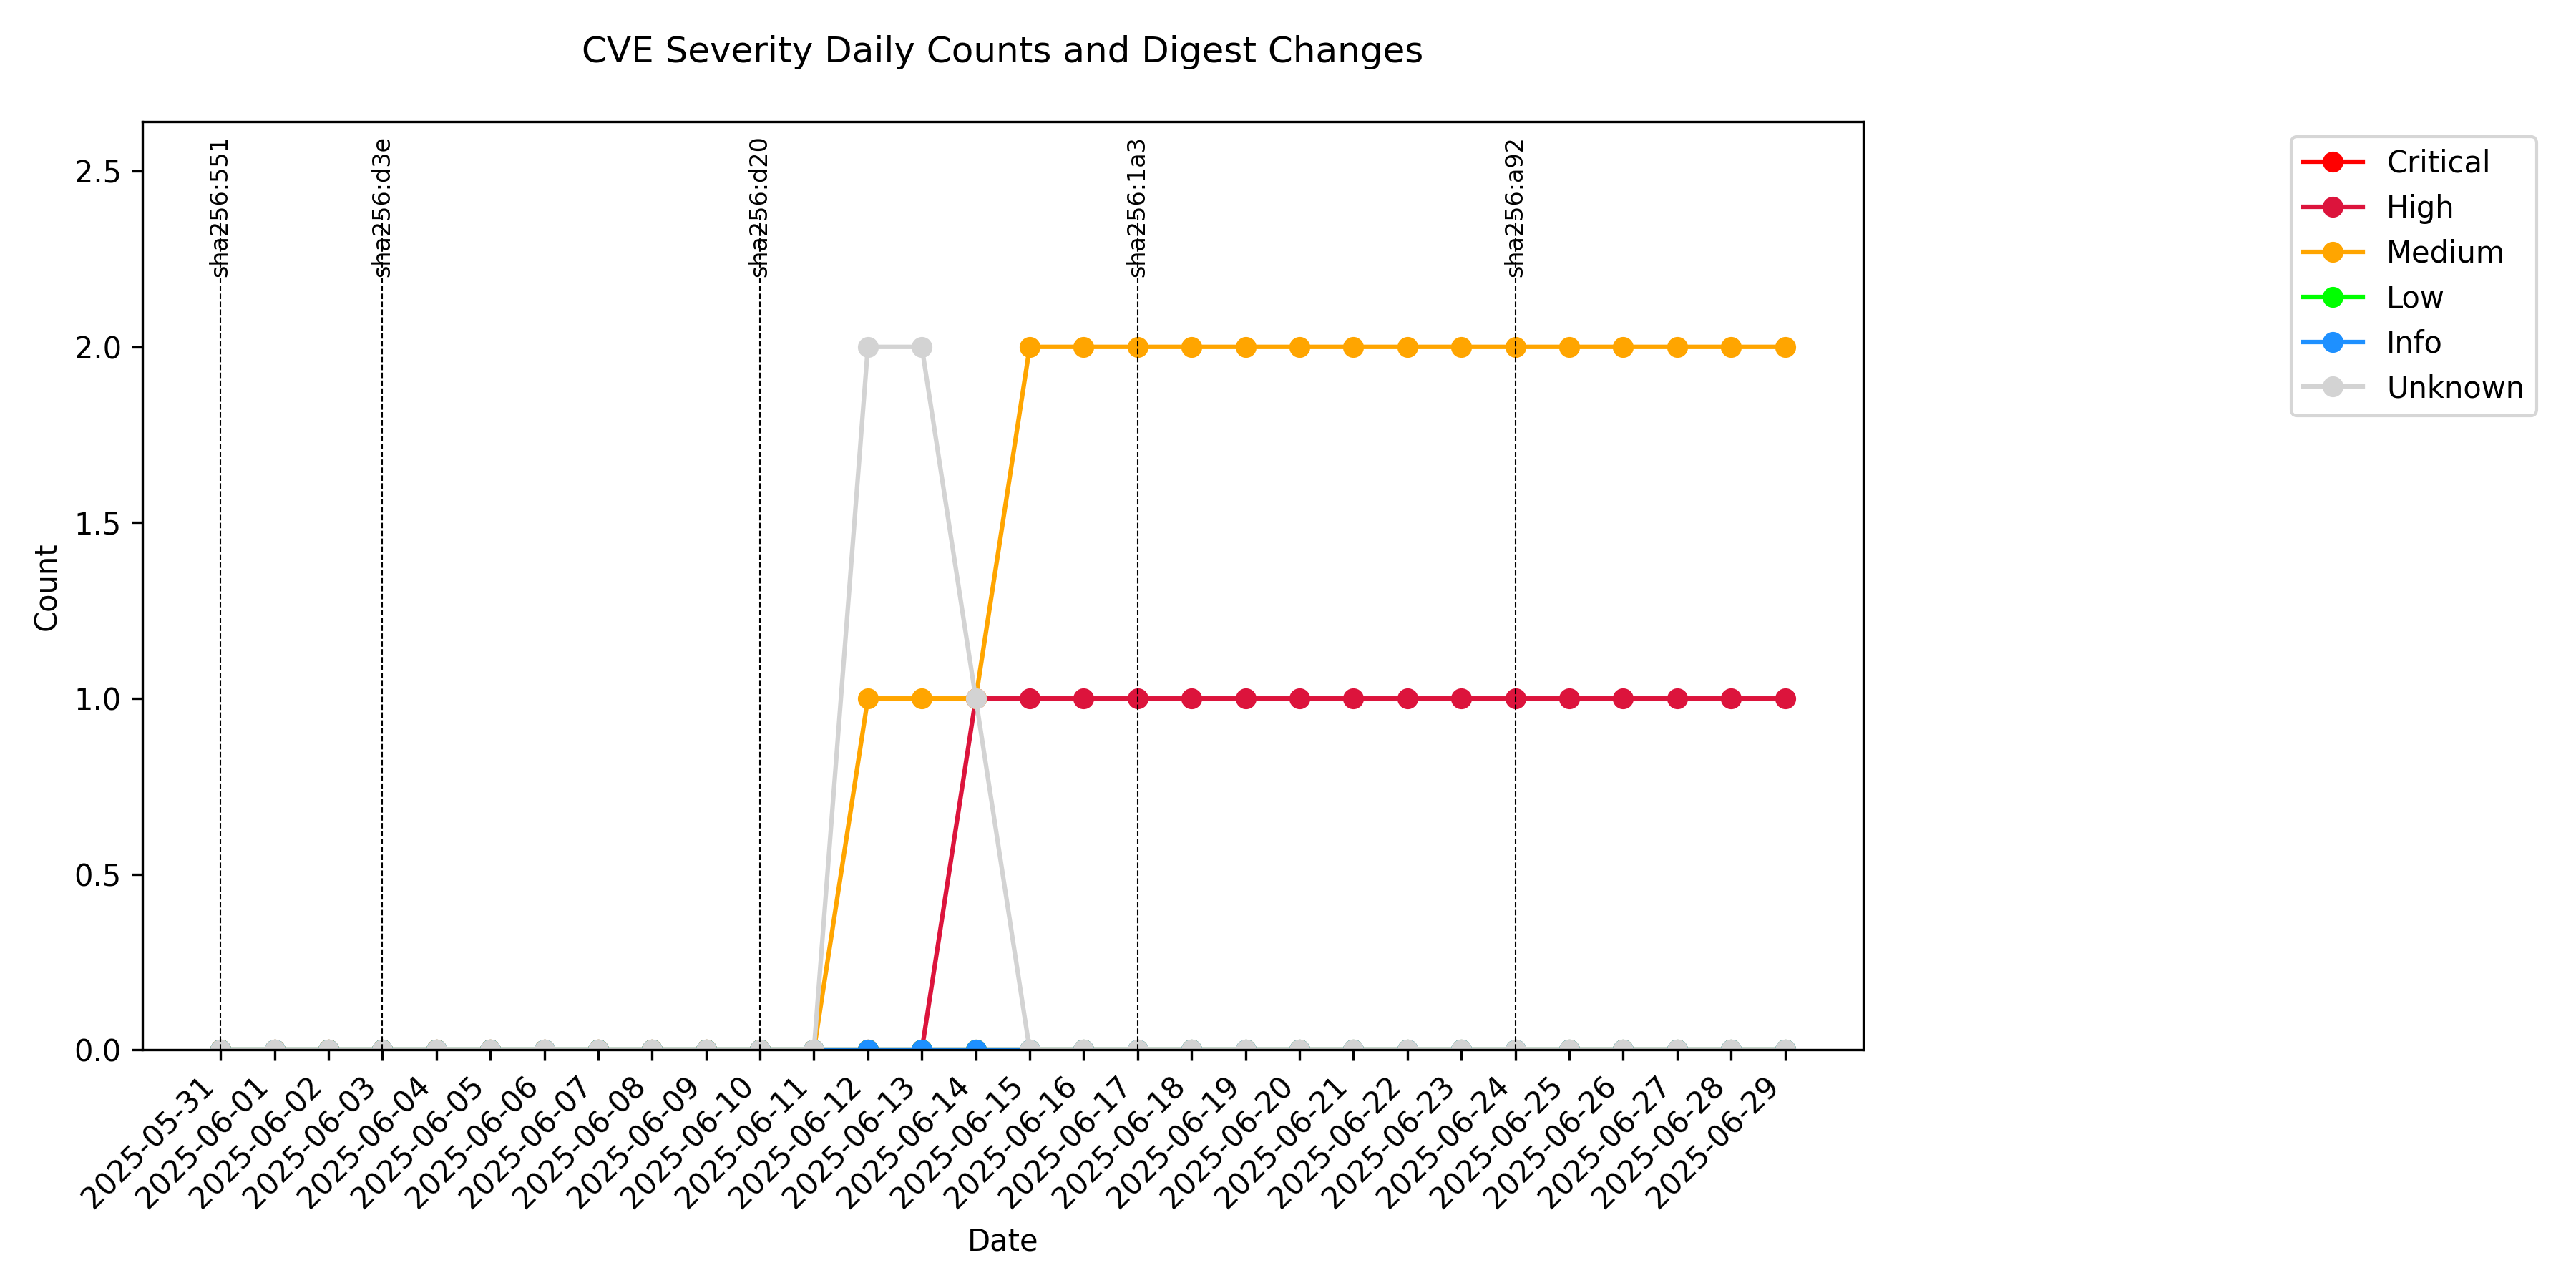 CVE Severity Daily Counts and Digest Changes
sha256:551
sha256:d3e
sha256:d20
sha256:1a3
sha256:a92
Critical
High
Medium
Low
Info
Unknown
2.5
2.0
1.5
1.0
0.5
0.0
Count
2025-05-31
2025-06-01
2025-06-02
2025-06-03
2025-06-04
2025-06-05
2025-06-06
2025-06-07
2025-06-08
2025-06-09
2025-06-10
2025-06-11
2025-06-12
2025-06-13
2025-06-14
2025-06-15
2025-06-16
2025-06-17
2025-06-18
2025-06-19
2025-06-20
2025-06-21
2025-06-22
2025-06-23
2025-06-24
2025-06-25
2025-06-26
2025-06-27
2025-06-28
2025-06-29
Date